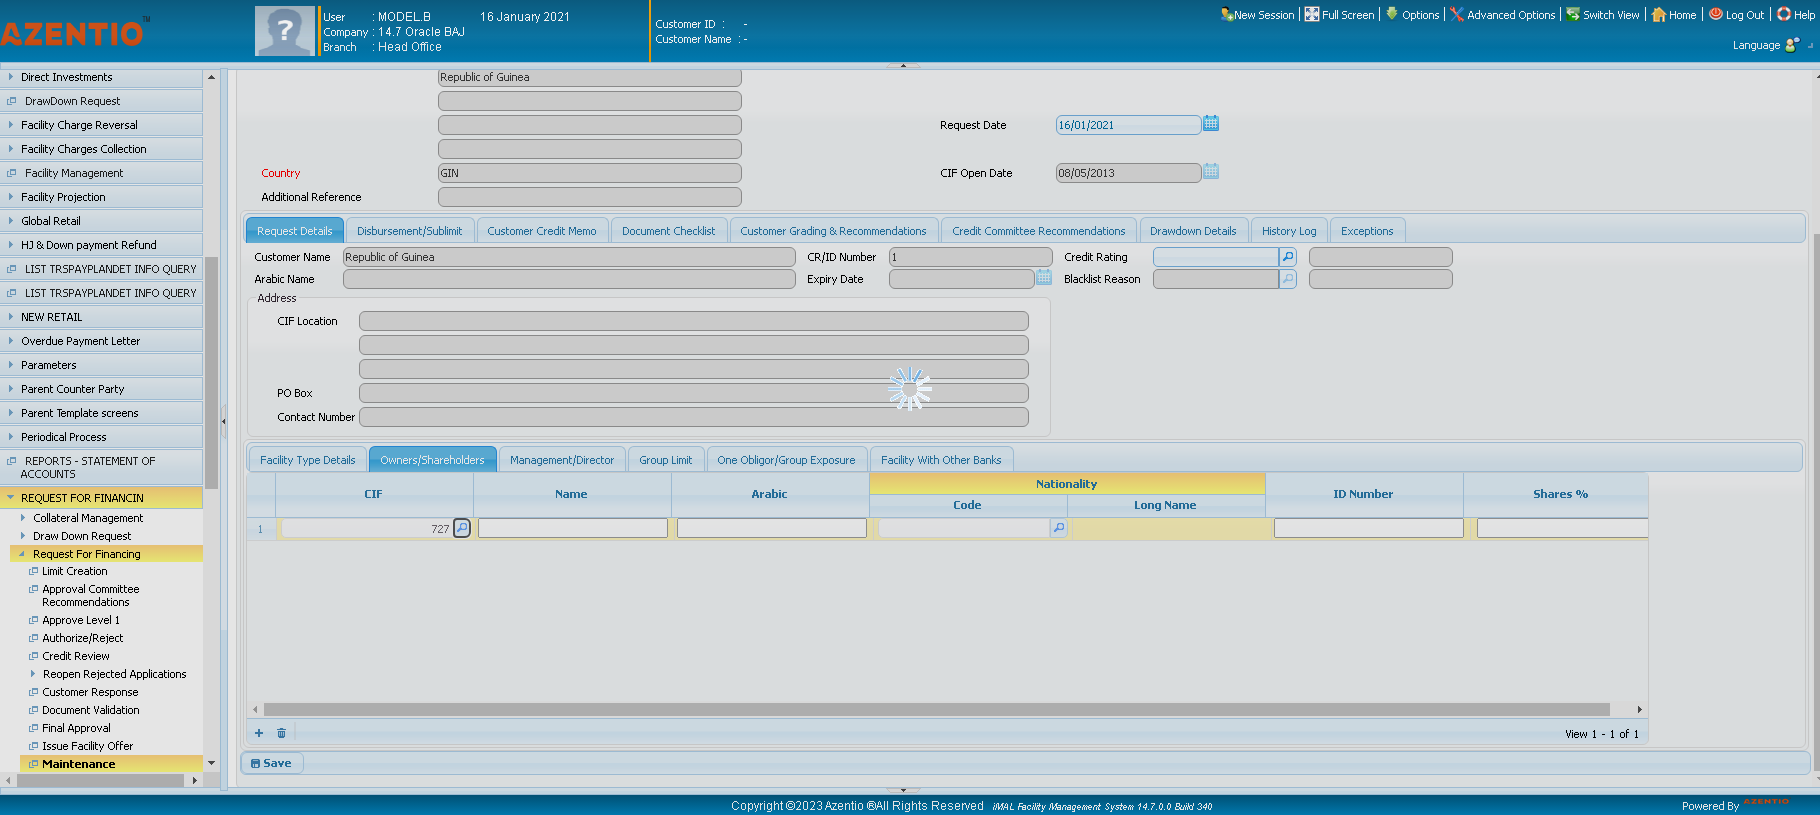 AZENTIO™
User : MODEL.B 16 January 2021
Company : 14.7 Oracle BAJ
Branch : Head Office
Customer ID : -
Customer Name : -
New Session Full Screen Options Advanced Options Switch View Home Log Out Help
Language
Direct Investments
DrawDown Request
Facility Charge Reversal
Facility Charges Collection
Facility Management
Facility Projection
Global Retail
HJ & Down payment Refund
LIST TRSPAYPLANDET INFO QUERY
LIST TRSPAYPLANDET INFO QUERY
NEW RETAIL
Overdue Payment Letter
Parameters
Parent Counter Party
Parent Template screens
Periodical Process
REPORTS - STATEMENT OF
ACCOUNTS
REQUEST FOR FINANCIN
Collateral Management
Draw Down Request
Request For Financing
Limit Creation
Approval Committee
Recommendations
Approve Level 1
Authorize/Reject
Credit Review
Reopen Rejected Applications
Customer Response
Document Validation
Final Approval
Issue Facility Offer
Maintenance
Republic of Guinea
Request Date 16/01/2021
Country GIN CIF Open Date 08/05/2013
Additional Reference
Request Details Disbursement/Sublimit Customer Credit Memo Document Checklist Customer Grading & Recommendations Credit Committee Recommendations Drawdown Details History Log Exceptions
Customer Name Republic of Guinea CR/ID Number 1 Credit Rating
Arabic Name Expiry Date Blacklist Reason
Address
CIF Location
PO Box
Contact Number
Facility Type Details Owners/Shareholders Management/Director Group Limit One Obligor/Group Exposure Facility With Other Banks
CIF Name Arabic Nationality ID Number Shares %
Code Long Name
1 727
View 1 - 1 of 1
Save
Copyright ©2023 Azentio ®All Rights Reserved iMAL Facility Management System 14.7.0.0 Build 340
Powered By AZENTIO